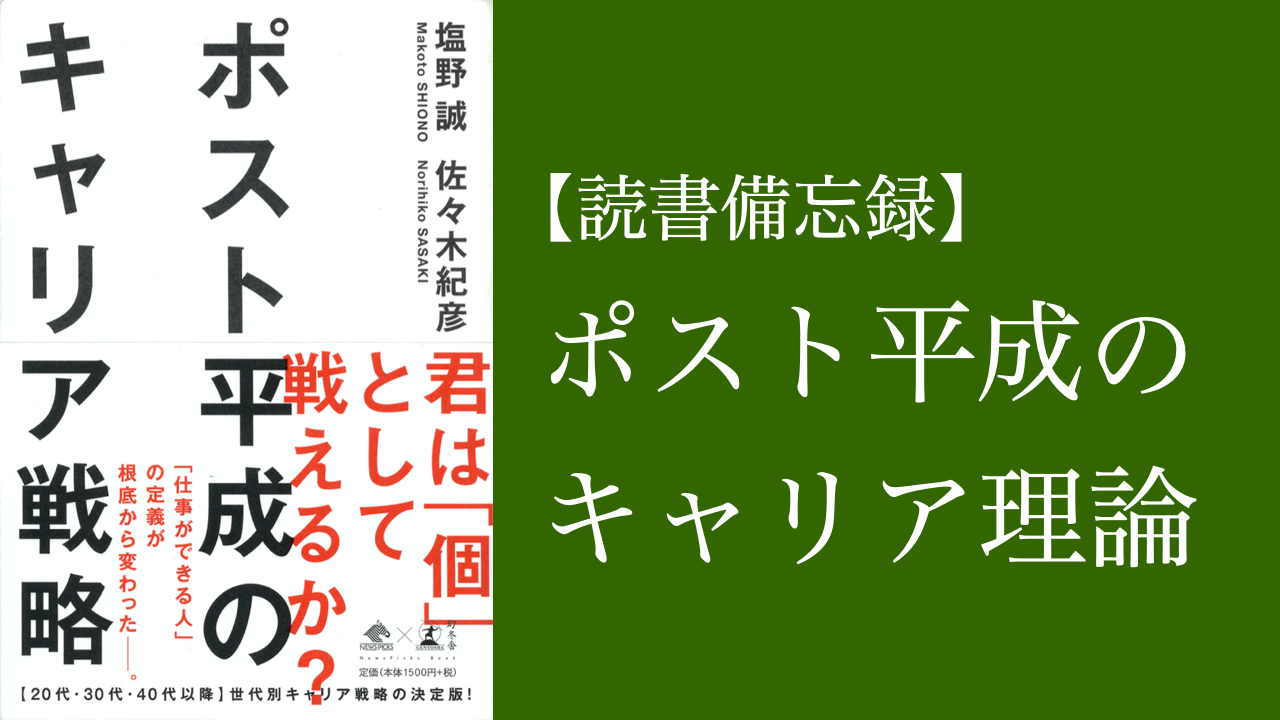 ポスト平成の
キャリア戦略
塩野誠 佐々木紀彦
Makoto SHIONO Norihiko SASAKI
君は「個」
として
戦えるか?
「仕事ができる人」
の定義が
根底から変わった——。
NEWSPICKS
×
GENTOSHA
幻冬舎
NewsPicks Book
定価(本体1500円+税)
【20代・30代・40代以降】世代別キャリア戦略の決定版!
【読書備忘録】
ポスト平成の
キャリア理論